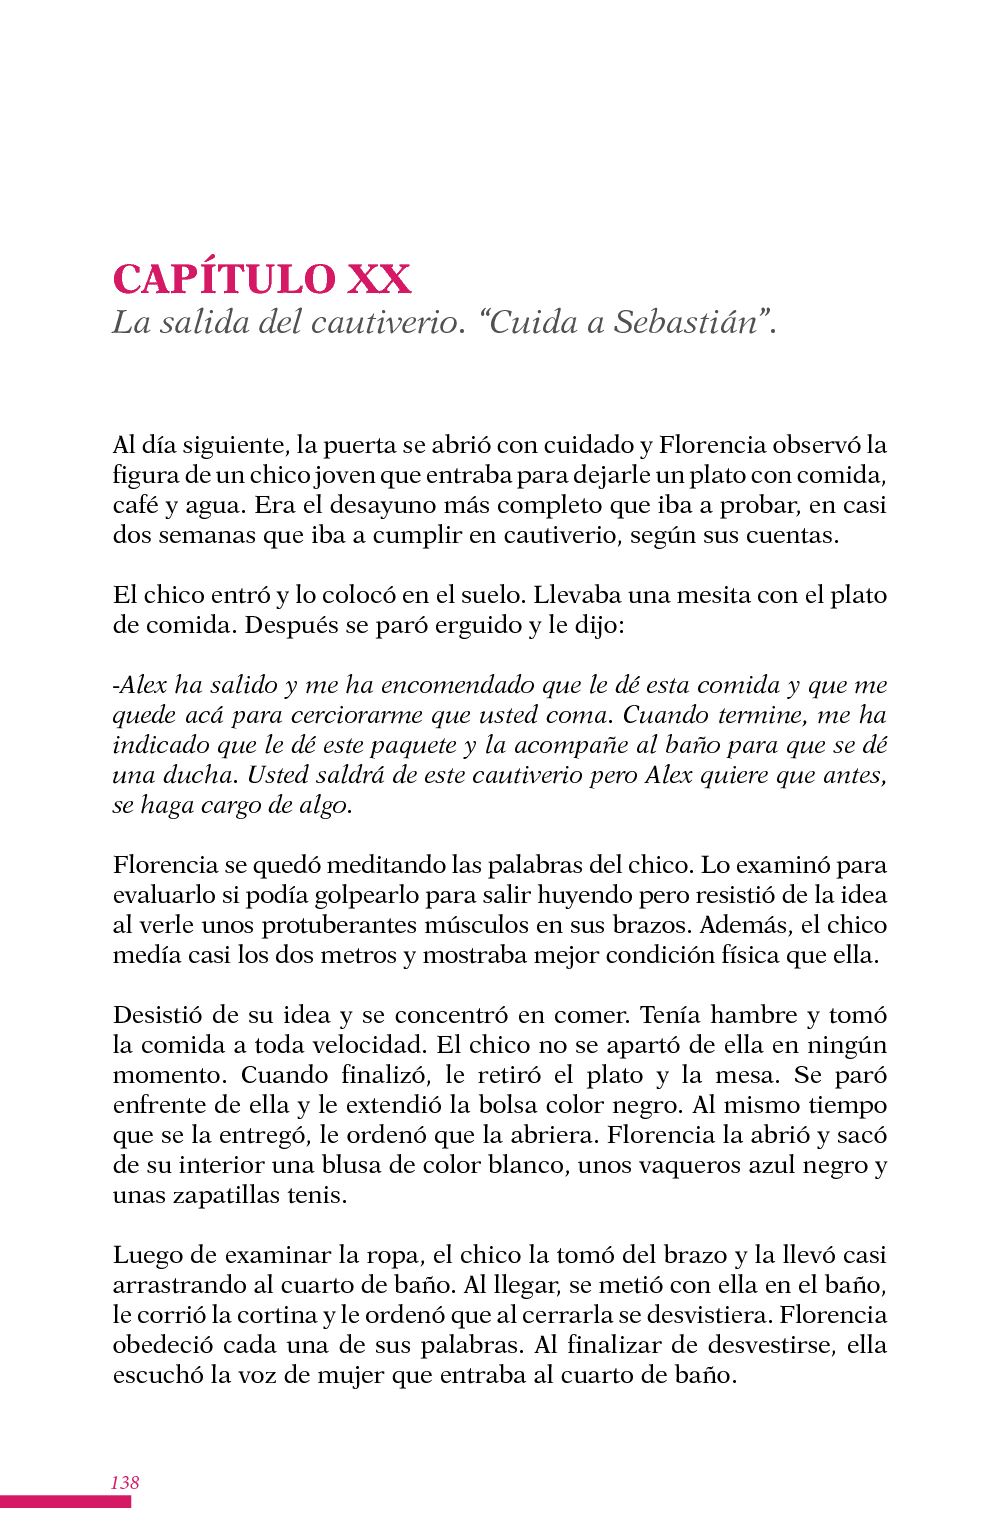 CAPÍTULO XX
La salida del cautiverio. “Cuida a Sebastián”.
Al día siguiente, la puerta se abrió con cuidado y Florencia observó la
figura de un chico joven que entraba para dejarle un plato con comida,
café y agua. Era el desayuno más completo que iba a probar, en casi
dos semanas que iba a cumplir en cautiverio, según sus cuentas.
El chico entró y lo colocó en el suelo. Llevaba una mesita con el plato
de comida. Después se paró erguido y le dijo:
-Alex ha salido y me ha encomendado que le dé esta comida y que me
quede acá para cerciorarme que usted coma. Cuando termine, me ha
indicado que le dé este paquete y la acompañe al baño para que se dé
una ducha. Usted saldrá de este cautiverio pero Alex quiere que antes,
se haga cargo de algo.
Florencia se quedó meditando las palabras del chico. Lo examinó para
evaluarlo si podía golpearlo para salir huyendo pero resistió de la idea
al verle unos protuberantes músculos en sus brazos. Además, el chico
medía casi los dos metros y mostraba mejor condición física que ella.
Desistió de su idea y se concentró en comer. Tenía hambre y tomó
la comida a toda velocidad. El chico no se apartó de ella en ningún
momento. Cuando finalizó, le retiró el plato y la mesa. Se paró
enfrente de ella y le extendió la bolsa color negro. Al mismo tiempo
que se la entregó, le ordenó que la abriera. Florencia la abrió y sacó
de su interior una blusa de color blanco, unos vaqueros azul negro y
unas zapatillas tenis.
Luego de examinar la ropa, el chico la tomó del brazo y la llevó casi
arrastrando al cuarto de baño. Al llegar, se metió con ella en el baño,
le corrió la cortina y le ordenó que al cerrarla se desvistiera. Florencia
obedeció cada una de sus palabras. Al finalizar de desvestirse, ella
escuchó la voz de mujer que entraba al cuarto de baño.
138